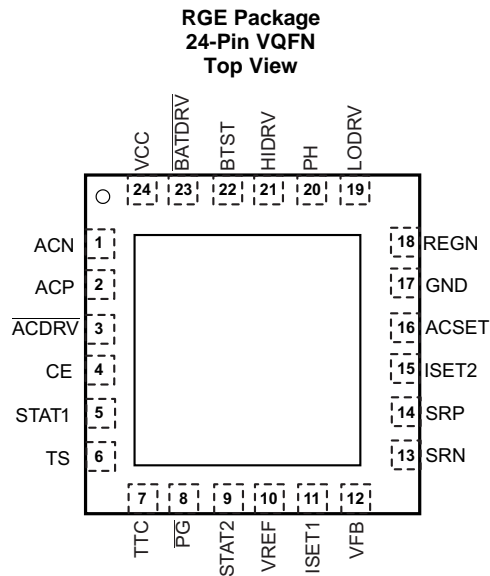 RGE Package
24-Pin VQFN
Top View
VCC
BATDRV
BTST
HIDRV
PH
LODRV
24 23 22 21 20 19
ACN 1
ACP 2
ACDRV 3
CE 4
STAT1 5
TS 6
18 REGN
17 GND
16 ACSET
15 ISET2
14 SRP
13 SRN
7 8 9 10 11 12
TTC
PG
STAT2
VREF
ISET1
VFB